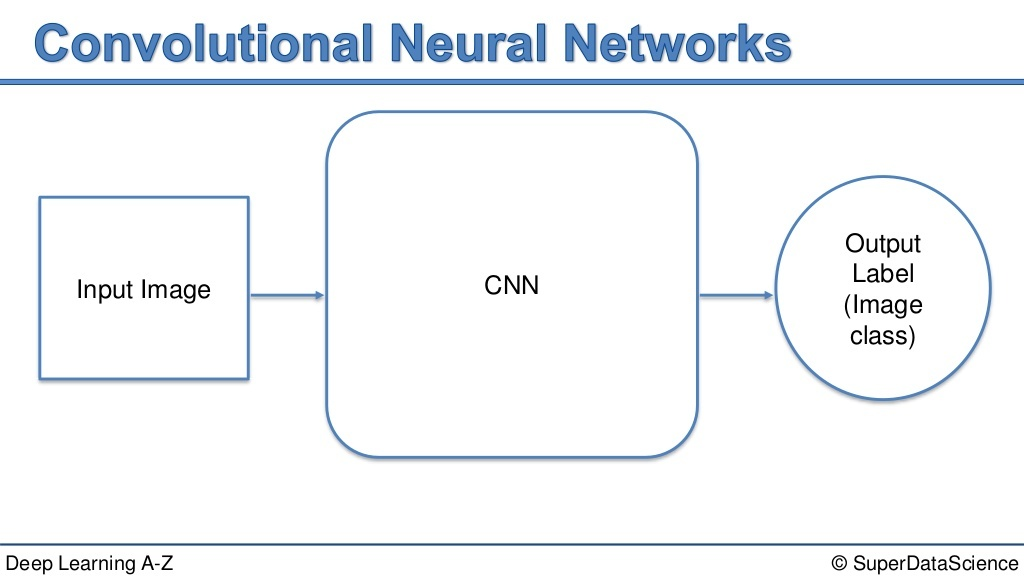 Convolutional Neural Networks
Input Image
CNN
Output
Label
(Image
class)
Deep Learning A-Z
© SuperDataScience